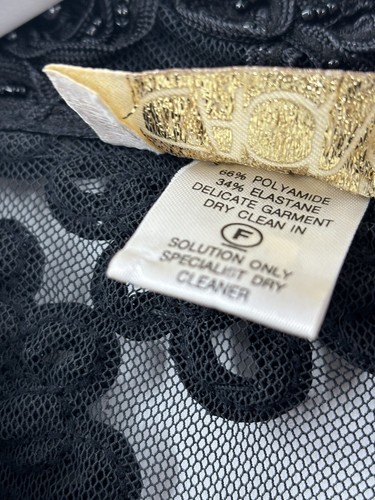 66% POLYAMIDE
34% ELASTANE
DELICATE GARMENT
DRY CLEAN IN
F
SOLUTION ONLY
SPECIALIST DRY
CLEANER